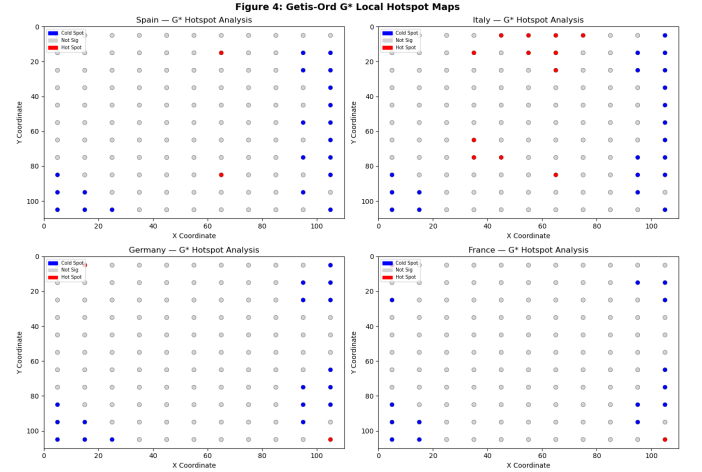 Figure 4: Getis-Ord G* Local Hotspot Maps
Spain — G* Hotspot Analysis
Cold Spot
Not Sig
Hot Spot
0
20
40
60
80
100
Y Coordinate
0 20 40 60 80 100
X Coordinate
Italy — G* Hotspot Analysis
Cold Spot
Not Sig
Hot Spot
0
20
40
60
80
100
Y Coordinate
0 20 40 60 80 100
X Coordinate
Germany — G* Hotspot Analysis
Cold Spot
Not Sig
Hot Spot
0
20
40
60
80
100
Y Coordinate
0 20 40 60 80 100
X Coordinate
France — G* Hotspot Analysis
Cold Spot
Not Sig
Hot Spot
0
20
40
60
80
100
Y Coordinate
0 20 40 60 80 100
X Coordinate